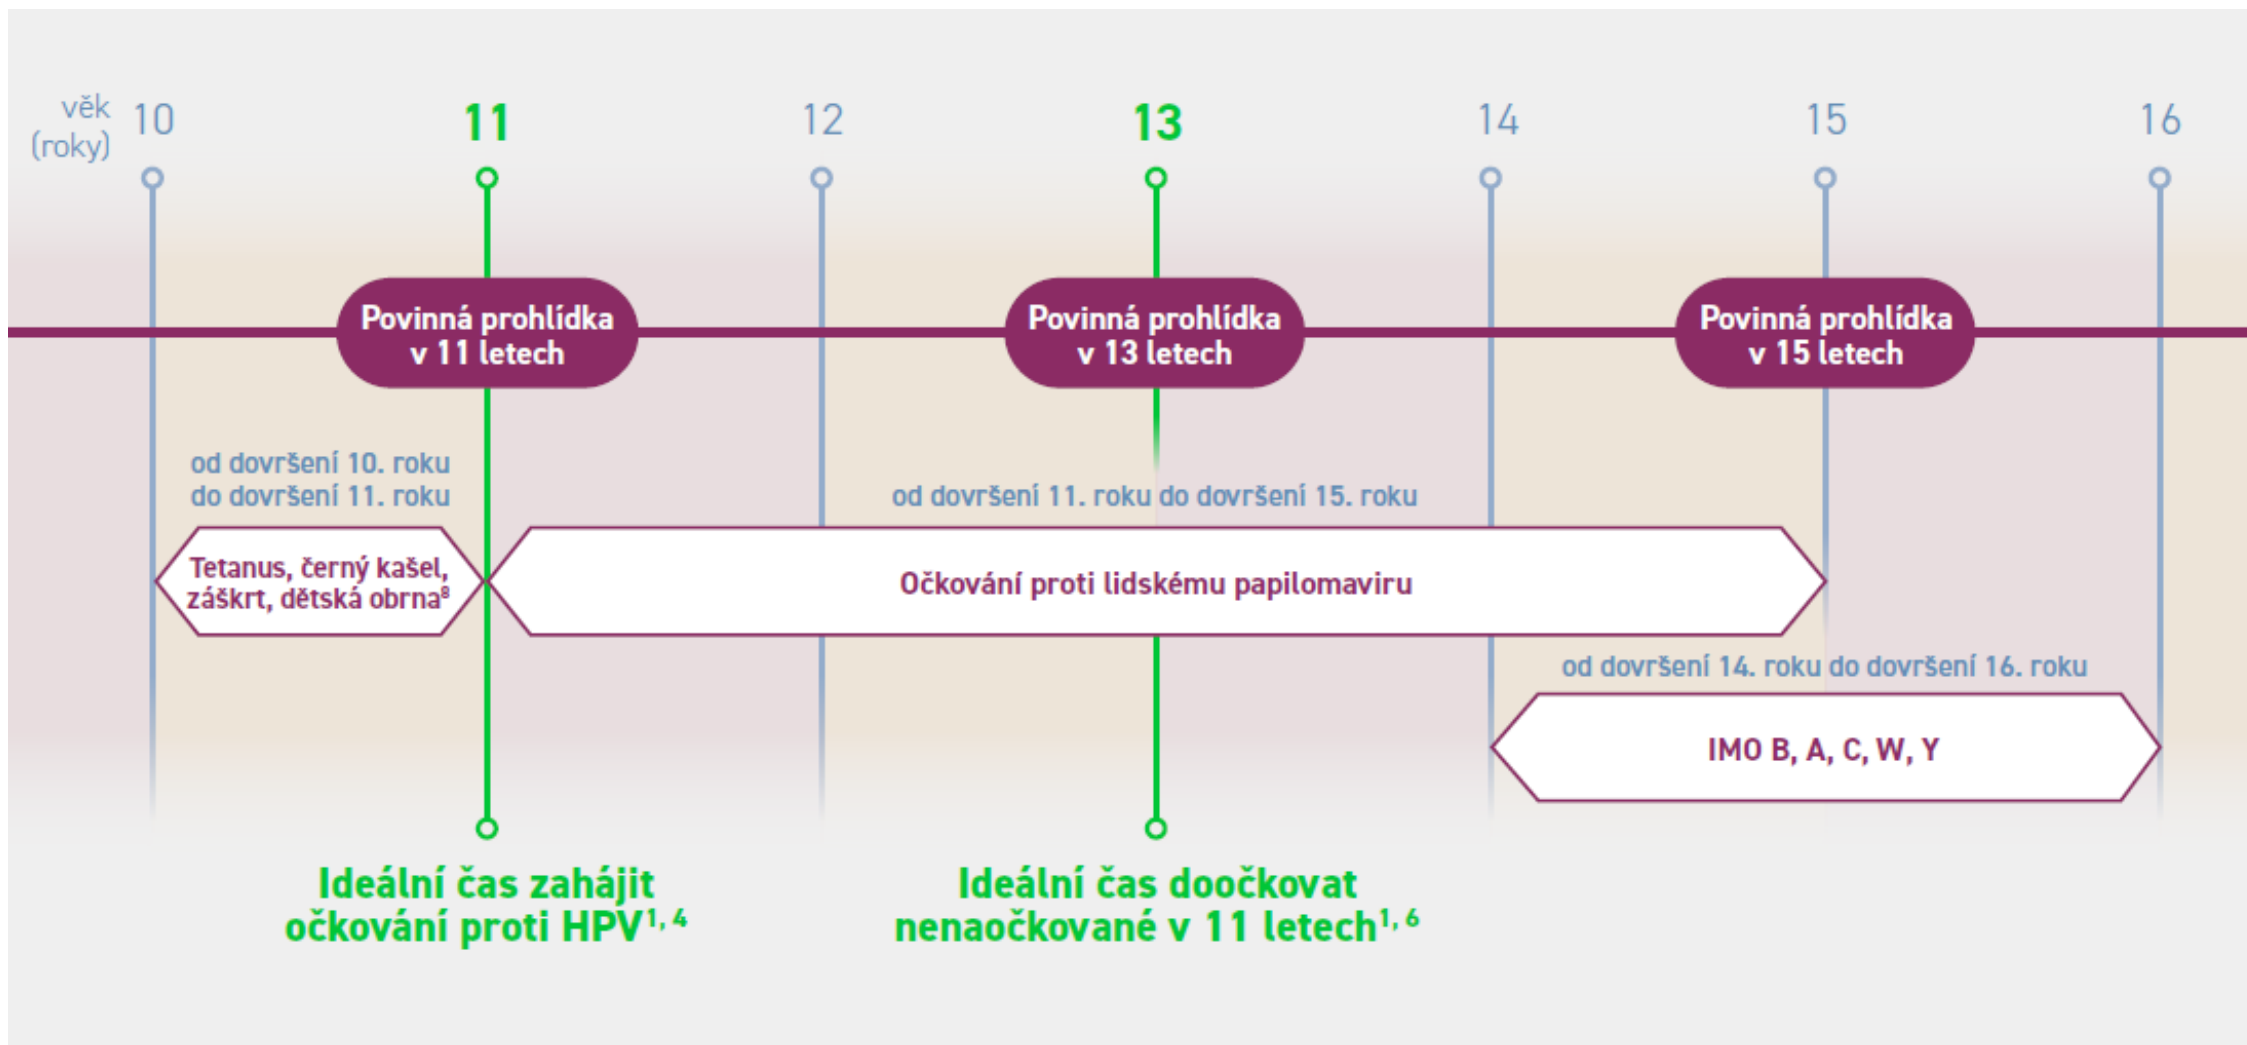 věk
(roky)
10
11
12
13
14
15
16
Povinná prohlídka
v 11 letech
Povinná prohlídka
v 13 letech
Povinná prohlídka
v 15 letech
od dovršení 10. roku
do dovršení 11. roku
od dovršení 11. roku do dovršení 15. roku
Tetanus, černý kašel,
záškrt, dětská obrna⁸
Očkování proti lidskému papilomaviru
od dovršení 14. roku do dovršení 16. roku
IMO B, A, C, W, Y
Ideální čas zahájit
očkování proti HPV¹, ⁴
Ideální čas doočkovat
nenaočkované v 11 letech¹, ⁶